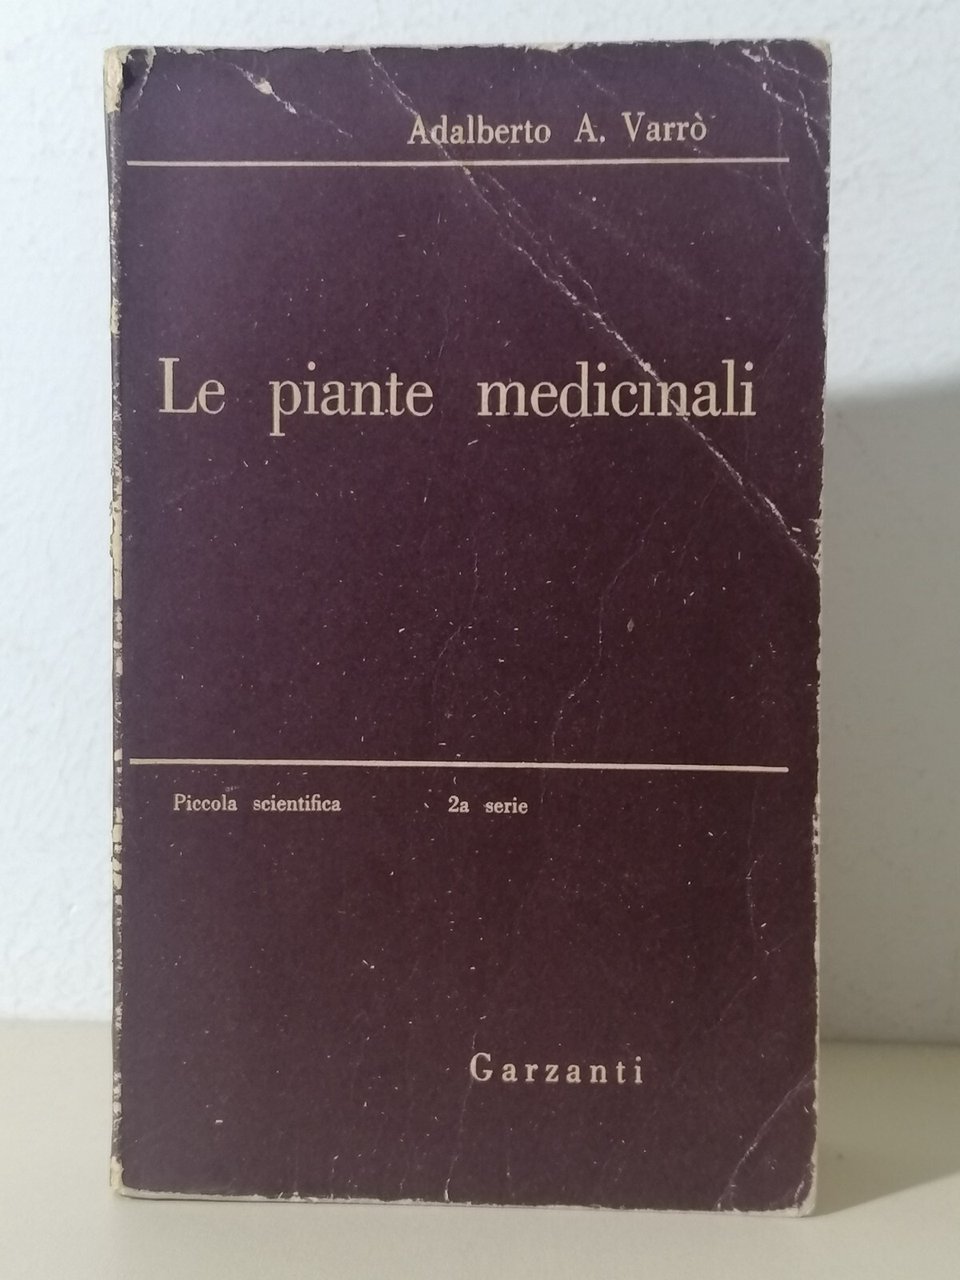 Adalberto A. Varrò
Le piante medicinali
Piccola scientifica 2a serie
Garzanti